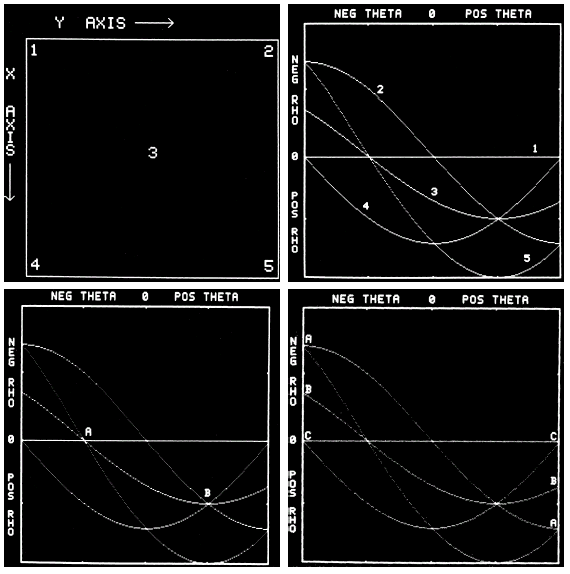 Y AXIS
1 2
X AXIS
3
4 5
NEG THETA 0 POS THETA
NEG RHO
0
POS RHO
2
1
3
4
5
NEG THETA 0 POS THETA
NEG RHO
0
POS RHO
A
B
NEG THETA 0 POS THETA
NEG RHO
0
POS RHO
A
B
C C
B
A